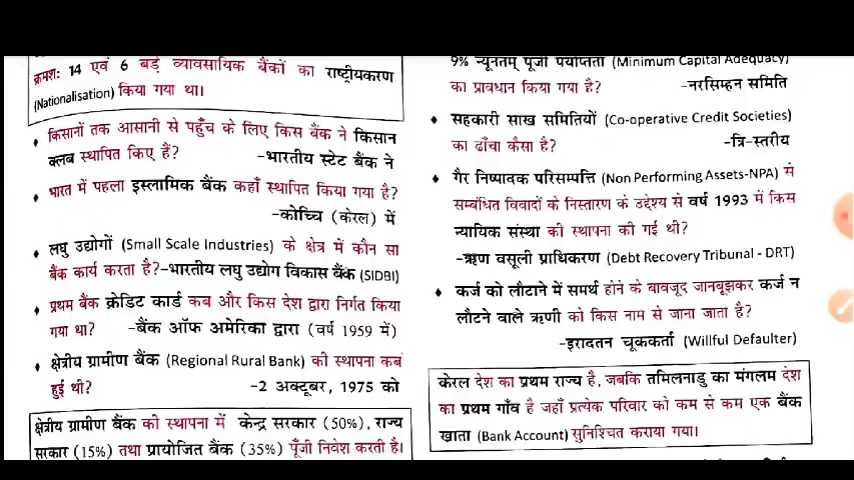 क्रमश: 14 एवं 6 बड़े व्यावसायिक बैंकों का राष्ट्रीयकरण
(Nationalisation) किया गया था।
♦ किसानों तक आसानी से पहुँच के लिए किस बैंक ने किसान
क्लब स्थापित किए हैं? -भारतीय स्टेट बैंक ने
♦ भारत में पहला इस्लामिक बैंक कहाँ स्थापित किया गया है?
-कोच्चि (केरल) में
♦ लघु उद्योगों (Small Scale Industries) के क्षेत्र में कौन सा
बैंक कार्य करता है?-भारतीय लघु उद्योग विकास बैंक (SIDBI)
♦ प्रथम बैंक क्रेडिट कार्ड कब और किस देश द्वारा निर्गत किया
गया था? -बैंक ऑफ अमेरिका द्वारा (वर्ष 1959 में)
♦ क्षेत्रीय ग्रामीण बैंक (Regional Rural Bank) की स्थापना कब
हुई थी? -2 अक्टूबर, 1975 को
क्षेत्रीय ग्रामीण बैंक की स्थापना में केन्द्र सरकार (50%), राज्य
सरकार (15%) तथा प्रायोजित बैंक (35%) पूँजी निवेश करती है।
9% न्यूनतम् पूंजी पर्याप्तता (Minimum Capital Adequacy)
का प्रावधान किया गया है? -नरसिम्हन समिति
♦ सहकारी साख समितियों (Co-operative Credit Societies)
का ढाँचा कैसा है? -त्रि-स्तरीय
♦ गैर निष्पादक परिसम्पत्ति (Non Performing Assets-NPA) से
सम्बंधित विवादों के निस्तारण के उद्देश्य से वर्ष 1993 में किस
न्यायिक संस्था की स्थापना की गई थी?
-ऋण वसूली प्राधिकरण (Debt Recovery Tribunal - DRT)
♦ कर्ज को लौटाने में समर्थ होने के बावजूद जानबूझकर कर्ज न
लौटने वाले ऋणी को किस नाम से जाना जाता है?
-इरादतन चूककर्ता (Willful Defaulter)
केरल देश का प्रथम राज्य है, जबकि तमिलनाडु का मंगलम देश
का प्रथम गाँव है जहाँ प्रत्येक परिवार को कम से कम एक बैंक
खाता (Bank Account) सुनिश्चित कराया गया।